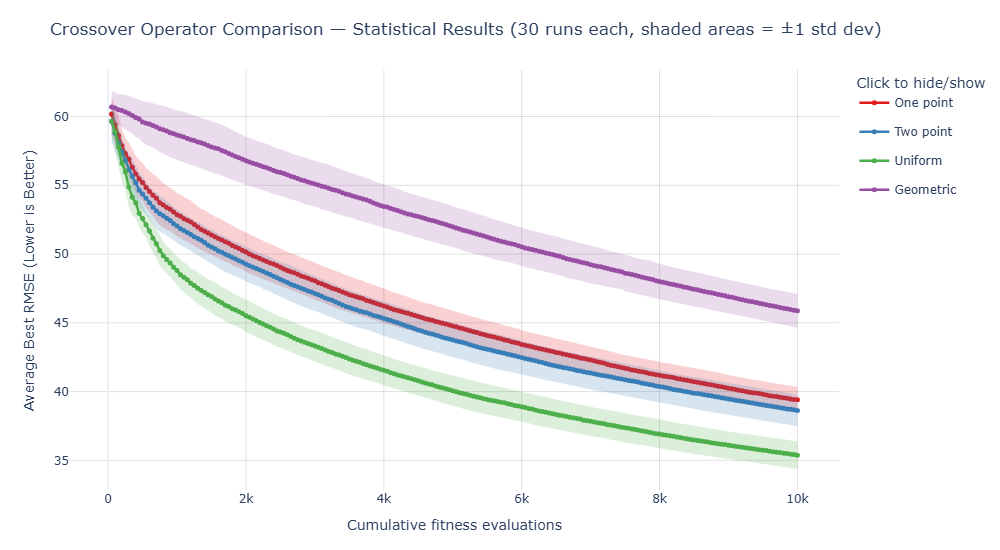 Crossover Operator Comparison — Statistical Results (30 runs each, shaded areas = ±1 std dev)
Click to hide/show
One point
Two point
Uniform
Geometric
Average Best RMSE (Lower is Better)
60
55
50
45
40
35
0 2k 4k 6k 8k 10k
Cumulative fitness evaluations